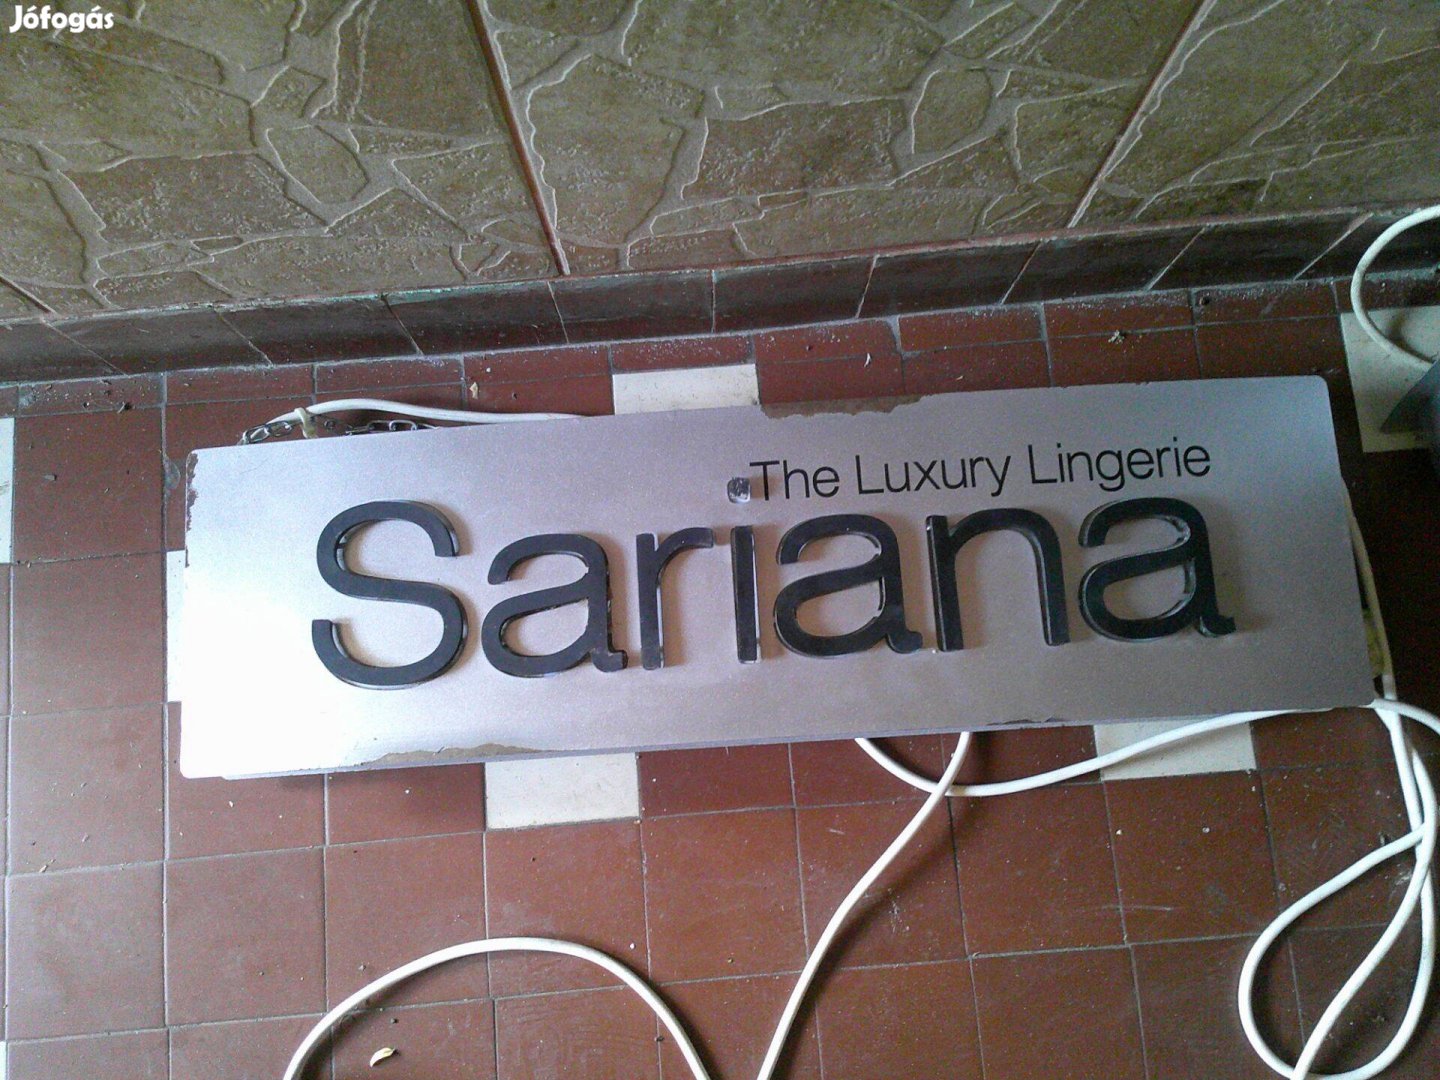 Jófogás
The Luxury Lingerie
Sariana